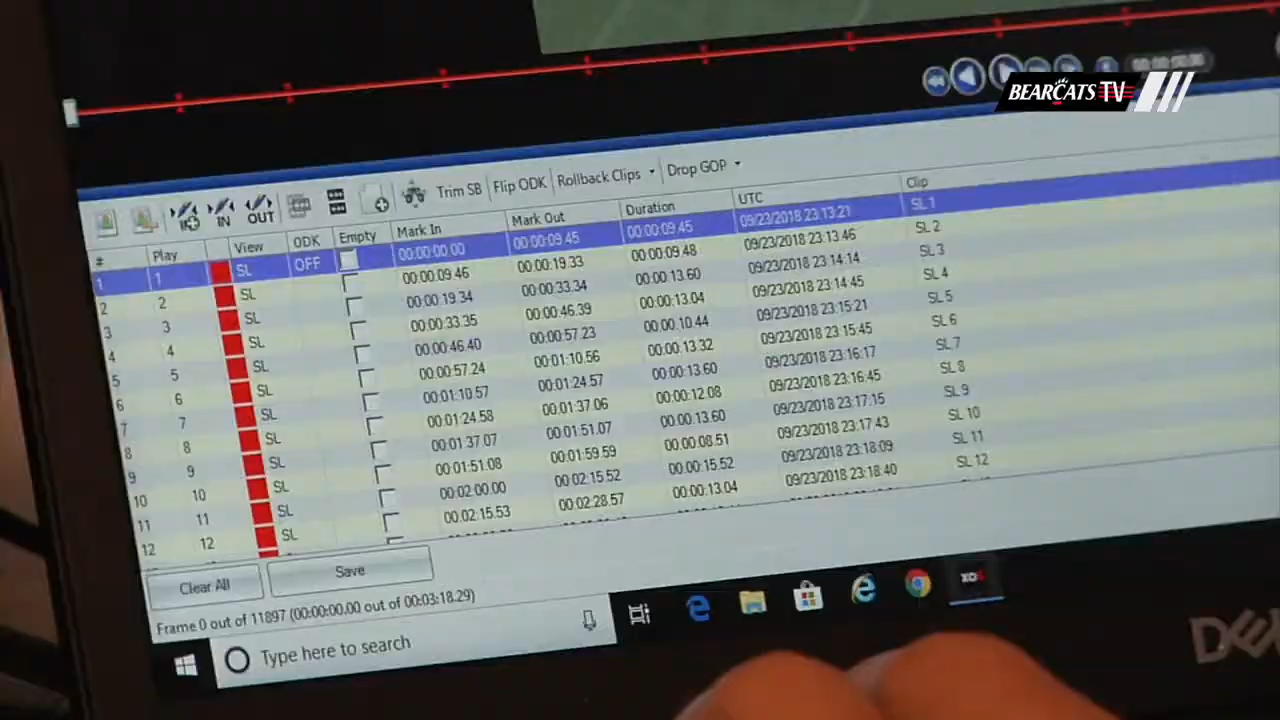 BEARCATS TV
Trim SB Flip ODK Rollback Clips Drop GOP
IN OUT
# Play View ODK Empty Mark In Mark Out Duration UTC Clip
1 1 SL OFF 00:00:00.00 00:00:09.45 00:00:09.45 09/23/2018 23:13:21 SL 1
2 2 SL 00:00:09.46 00:00:19.33 00:00:09.48 09/23/2018 23:13:46 SL 2
3 3 SL 00:00:19.34 00:00:33.34 00:00:13.60 09/23/2018 23:14:14 SL 3
4 4 SL 00:00:33.35 00:00:46.39 00:00:13.04 09/23/2018 23:14:45 SL 4
5 5 SL 00:00:46.40 00:00:57.23 00:00:10.44 09/23/2018 23:15:21 SL 5
6 6 SL 00:00:57.24 00:01:10.56 00:00:13.32 09/23/2018 23:15:45 SL 6
7 7 SL 00:01:10.57 00:01:24.57 00:00:13.60 09/23/2018 23:16:17 SL 7
8 8 SL 00:01:24.58 00:01:37.06 00:00:12.08 09/23/2018 23:16:45 SL 8
9 9 SL 00:01:37.07 00:01:51.07 00:00:13.60 09/23/2018 23:17:15 SL 9
10 10 SL 00:01:51.08 00:01:59.59 00:00:08.51 09/23/2018 23:17:43 SL 10
11 11 SL 00:02:00.00 00:02:15.52 00:00:15.52 09/23/2018 23:18:09 SL 11
12 12 SL 00:02:15.53 00:02:28.57 00:00:13.04 09/23/2018 23:18:40 SL 12
Clear All Save
Frame 0 out of 11897 (00:00:00.00 out of 00:03:18.29)
Type here to search
DELL